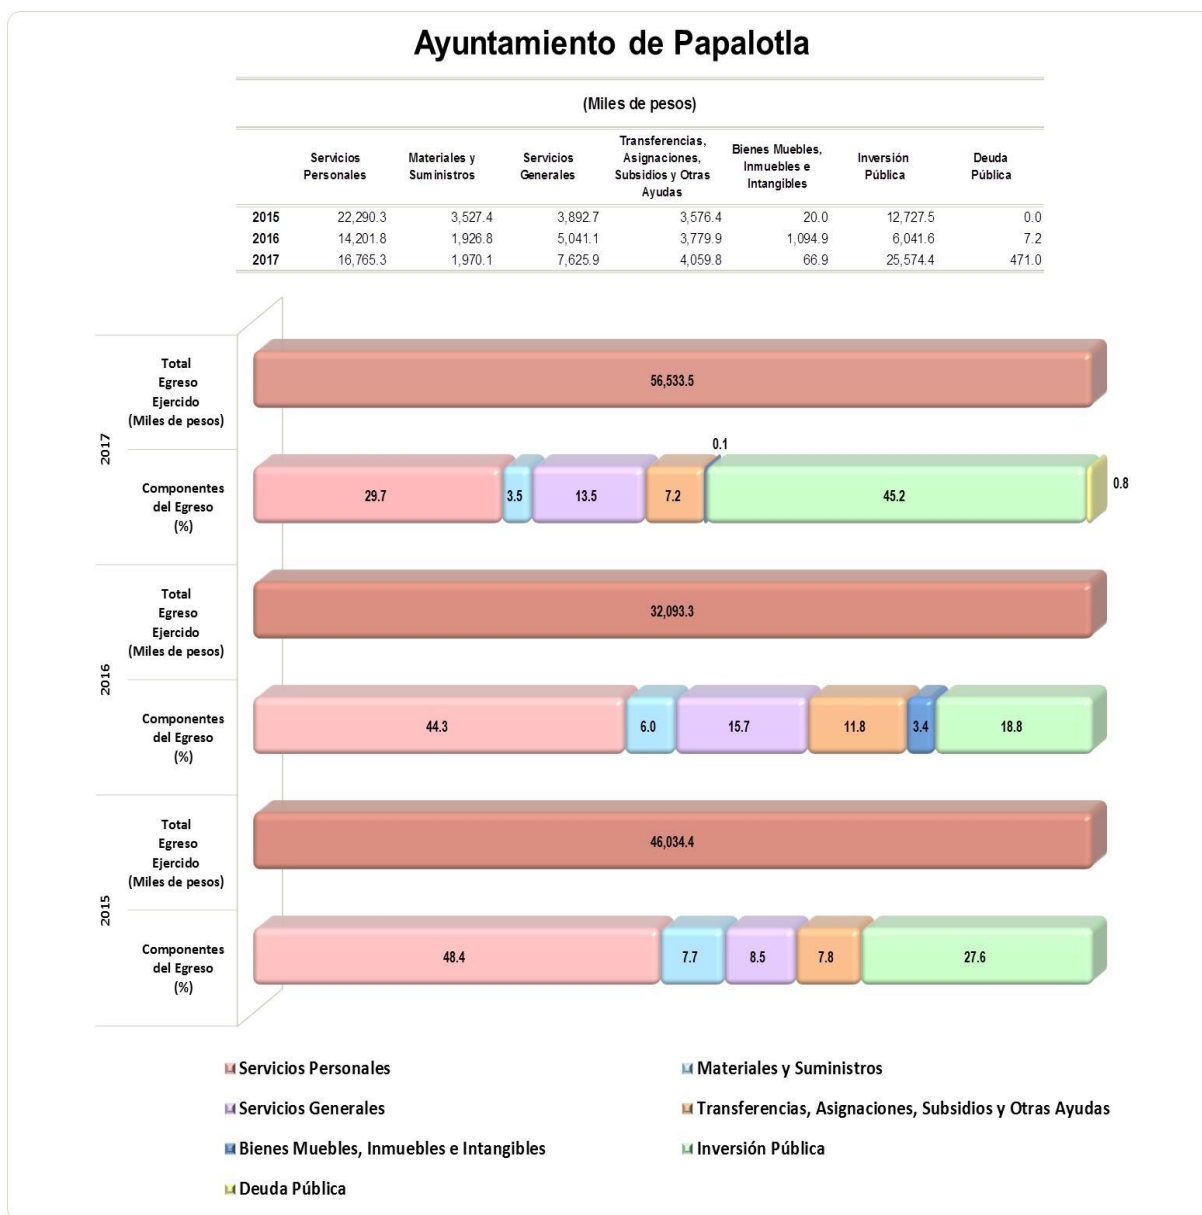 Ayuntamiento de Papalotla
(Miles de pesos)
Servicios Personales
Materiales y Suministros
Servicios Generales
Transferencias, Asignaciones, Subsidios y Otras Ayudas
Bienes Muebles, Inmuebles e Intangibles
Inversión Pública
Deuda Pública
2015 22,290.3 3,527.4 3,892.7 3,576.4 20.0 12,727.5 0.0
2016 14,201.8 1,926.8 5,041.1 3,779.9 1,094.9 6,041.6 7.2
2017 16,765.3 1,970.1 7,625.9 4,059.8 66.9 25,574.4 471.0
2017
Total
Egreso
Ejercido
(Miles de pesos)
56,533.5
Componentes
del Egreso
(%)
29.7 3.5 13.5 7.2 0.1 45.2 0.8
2016
Total
Egreso
Ejercido
(Miles de pesos)
32,093.3
Componentes
del Egreso
(%)
44.3 6.0 15.7 11.8 3.4 18.8
2015
Total
Egreso
Ejercido
(Miles de pesos)
46,034.4
Componentes
del Egreso
(%)
48.4 7.7 8.5 7.8 27.6
Servicios Personales
Materiales y Suministros
Servicios Generales
Transferencias, Asignaciones, Subsidios y Otras Ayudas
Bienes Muebles, Inmuebles e Intangibles
Inversión Pública
Deuda Pública